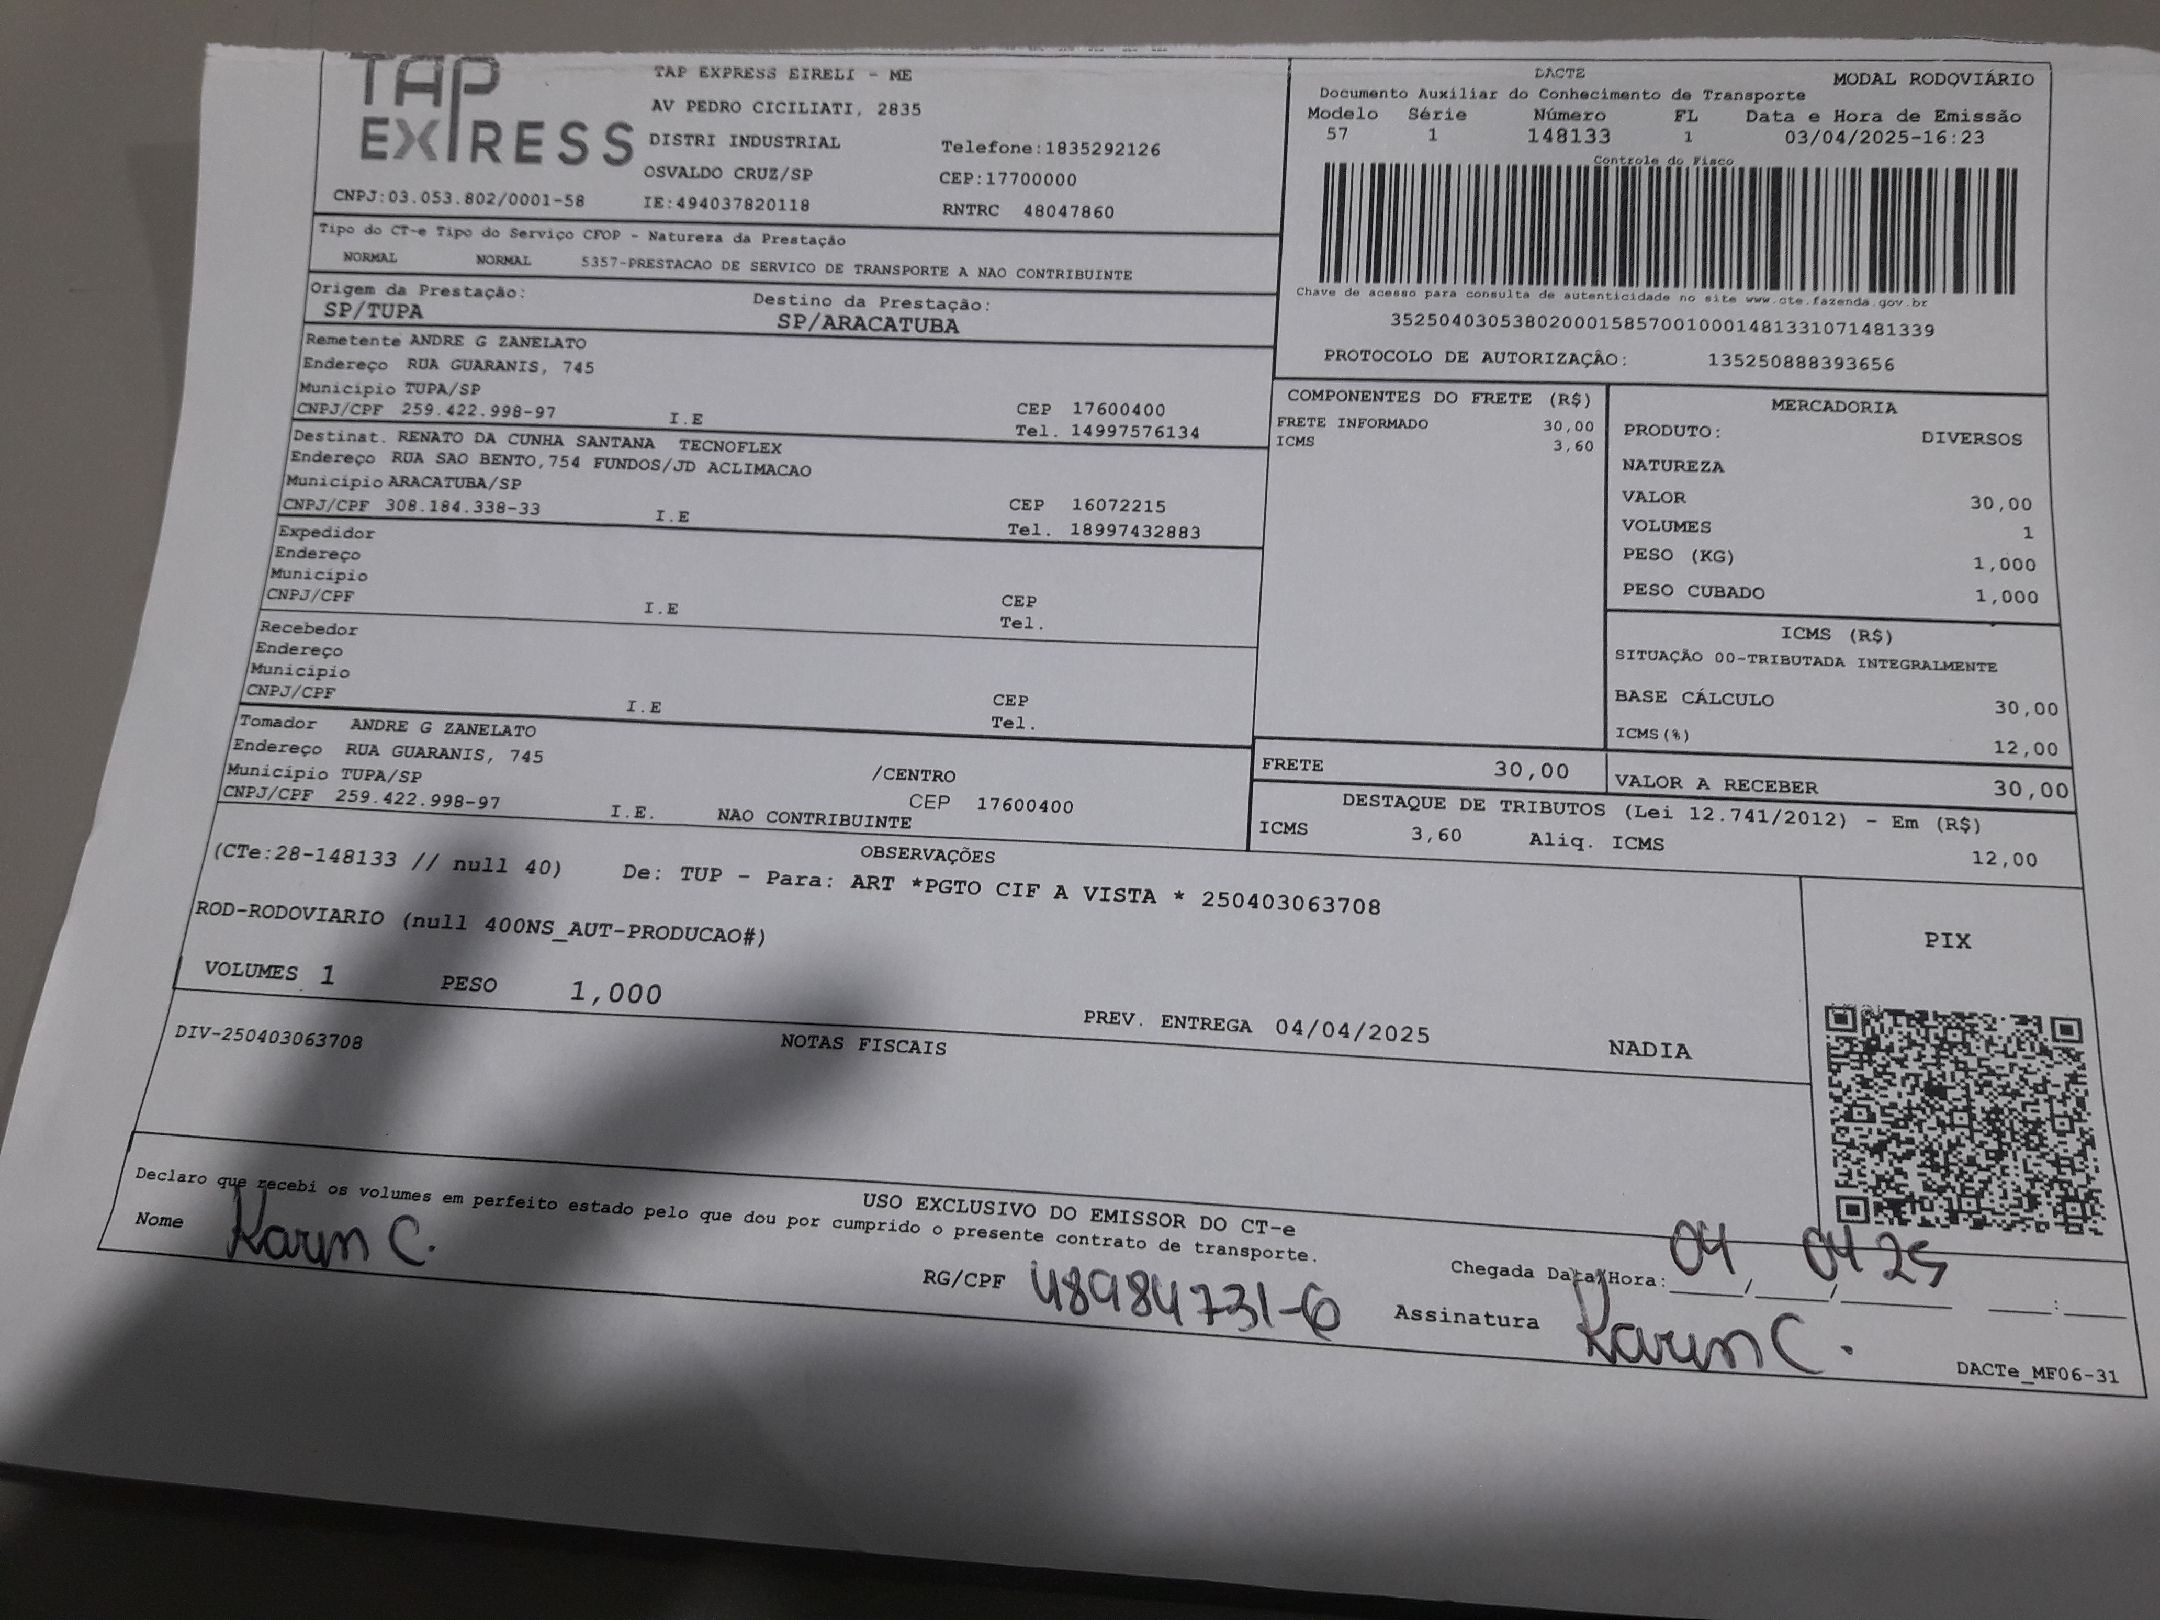 TAP
EXPRESS
CNPJ:03.053.802/0001-58
TAP EXPRESS EIRELI - ME
AV PEDRO CICILIATI, 2835
DISTRI INDUSTRIAL
OSVALDO CRUZ/SP
IE:494037820118
Telefone:1835292126
CEP:17700000
RNTRC 48047860
DACTE
MODAL RODOVIÁRIO
Documento Auxiliar do Conhecimento de Transporte
Modelo Série Número FL Data e Hora de Emissão
57 1 148133 1 03/04/2025-16:23
Controle do Fisco
Chave de acesso para consulta de autenticidade no site www.cte.fazenda.gov.br
35250403053802000158570010001481331071481339
PROTOCOLO DE AUTORIZAÇÃO: 135250888393656
Tipo do CT-e Tipo do Serviço CFOP - Natureza da Prestação
NORMAL NORMAL 5357-PRESTACAO DE SERVICO DE TRANSPORTE A NAO CONTRIBUINTE
Origem da Prestação: Destino da Prestação:
SP/TUPA SP/ARACATUBA
Remetente ANDRE G ZANELATO
Endereço RUA GUARANIS, 745
Município TUPA/SP CEP 17600400
CNPJ/CPF 259.422.998-97 I.E Tel. 14997576134
Destinat. RENATO DA CUNHA SANTANA TECNOFLEX
Endereço RUA SAO BENTO,754 FUNDOS/JD ACLIMACAO
Município ARACATUBA/SP CEP 16072215
CNPJ/CPF 308.184.338-33 I.E Tel. 18997432883
Expedidor
Endereço
Município CEP
CNPJ/CPF I.E Tel.
Recebedor
Endereço
Município CEP
CNPJ/CPF I.E Tel.
Tomador ANDRE G ZANELATO
Endereço RUA GUARANIS, 745 /CENTRO
Município TUPA/SP CEP 17600400
CNPJ/CPF 259.422.998-97 I.E. NAO CONTRIBUINTE
COMPONENTES DO FRETE (R$)
FRETE INFORMADO 30,00
ICMS 3,60
MERCADORIA
PRODUTO: DIVERSOS
NATUREZA
VALOR 30,00
VOLUMES 1
PESO (KG) 1,000
PESO CUBADO 1,000
ICMS (R$)
SITUAÇÃO 00-TRIBUTADA INTEGRALMENTE
BASE CÁLCULO 30,00
ICMS(%) 12,00
FRETE 30,00 VALOR A RECEBER 30,00
DESTAQUE DE TRIBUTOS (Lei 12.741/2012) - Em (R$)
ICMS 3,60 Aliq. ICMS 12,00
OBSERVAÇÕES
(CTe:28-148133 // null 40) De: TUP - Para: ART *PGTO CIF A VISTA * 250403063708
ROD-RODOVIARIO (null 400NS_AUT-PRODUCAO#)
VOLUMES 1 PESO 1,000 PREV. ENTREGA 04/04/2025 NADIA
PIX
DIV-250403063708 NOTAS FISCAIS
USO EXCLUSIVO DO EMISSOR DO CT-e
Declaro que recebi os volumes em perfeito estado pelo que dou por cumprido o presente contrato de transporte.
Nome Karin C. RG/CPF 48984731-6
Chegada Data/Hora: 04 / 04 / 25 :
Assinatura Karin C.
DACTe_MF06-31